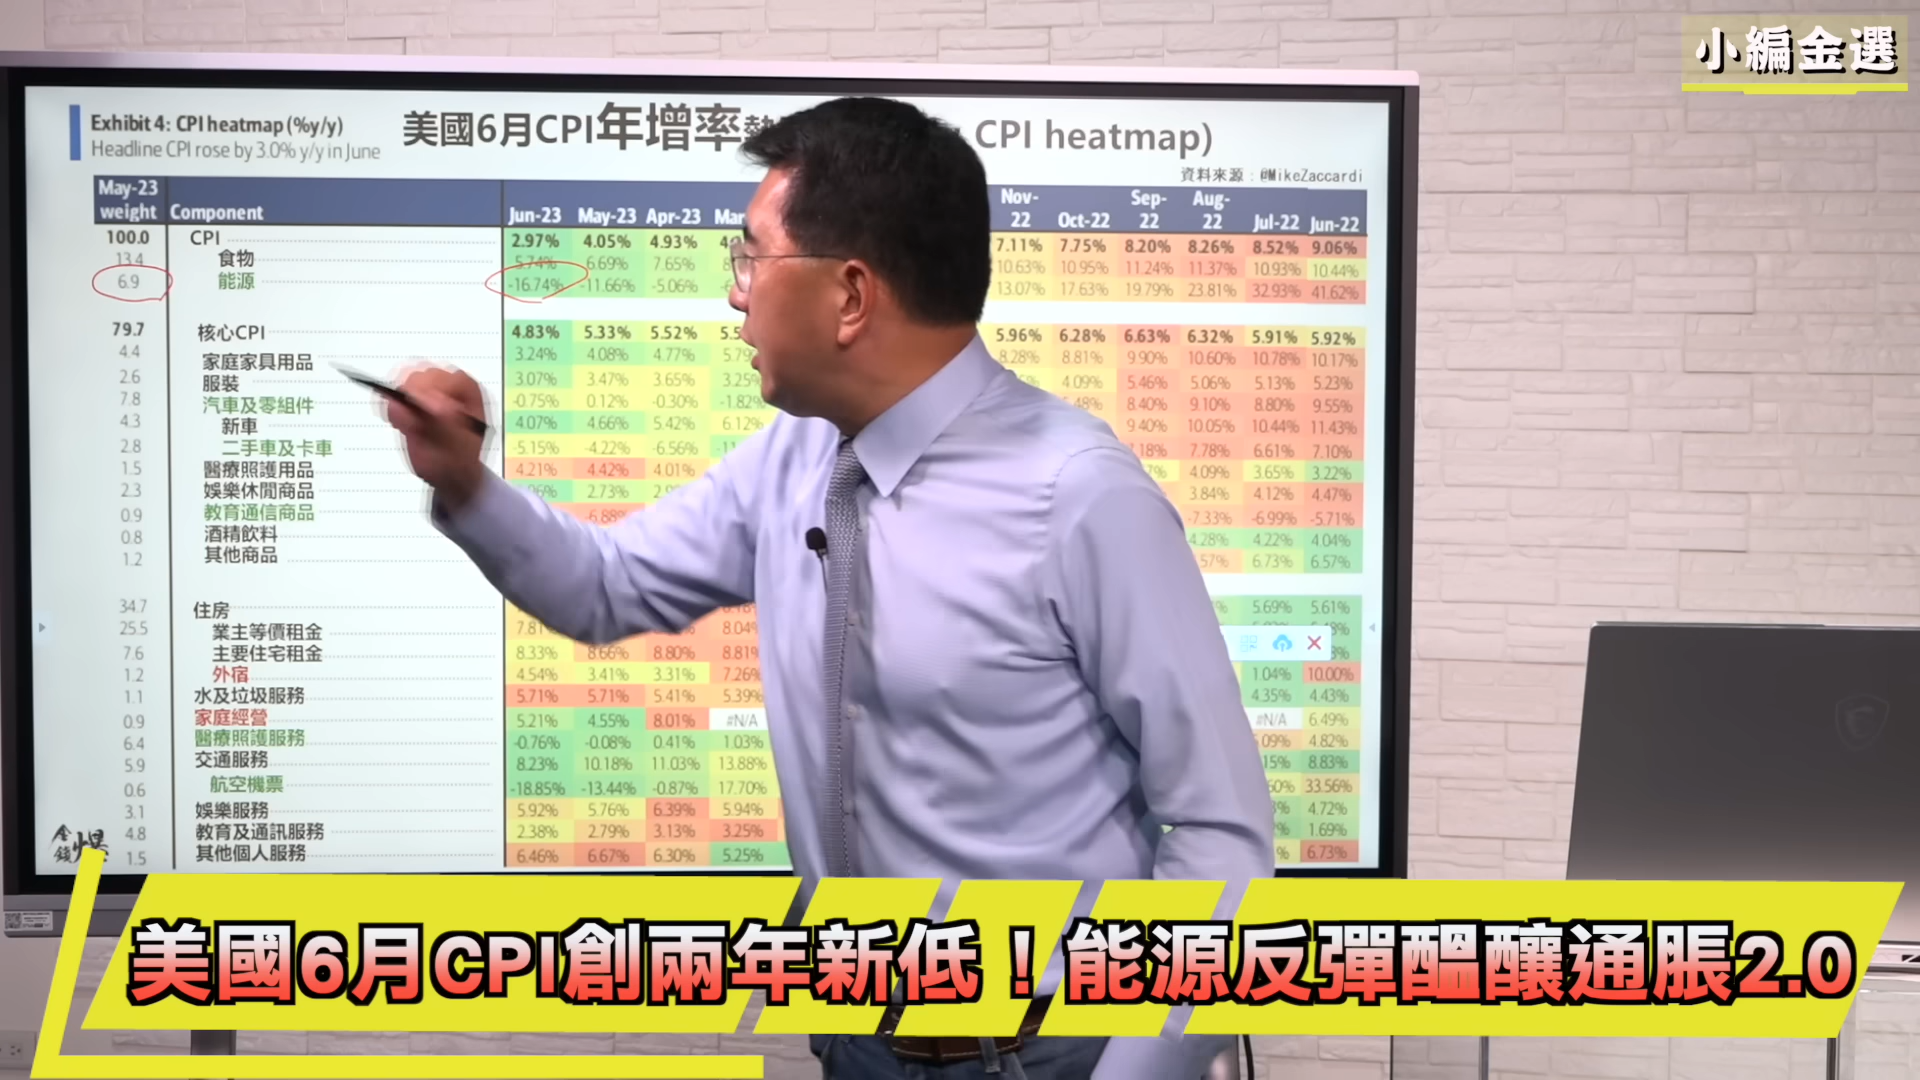 小編金選
Exhibit 4: CPI heatmap (%y/y)
Headline CPI rose by 3.0% y/y in June
美國6月CPI年增率 CPI heatmap)
資料來源：@MikeZaccardi
May-23 weight Component Jun-23 May-23 Apr-23 Mar Nov-22 Oct-22 Sep-22 Aug-22 Jul-22 Jun-22
100.0 CPI 2.97% 4.05% 4.93% 7.11% 7.75% 8.20% 8.26% 8.52% 9.06%
13.4 食物 5.74% 6.69% 7.65% 10.63% 10.95% 11.24% 11.37% 10.93% 10.44%
6.9 能源 -16.74% -11.66% -5.06% 13.07% 17.63% 19.79% 23.81% 32.93% 41.62%
79.7 核心CPI 4.83% 5.33% 5.52% 5.96% 6.28% 6.63% 6.32% 5.91% 5.92%
4.4 家庭家具用品 3.24% 4.08% 4.77% 5.79% 8.28% 8.81% 9.90% 10.60% 10.78% 10.17%
2.6 服裝 3.07% 3.47% 3.65% 3.25% 4.09% 5.46% 5.06% 5.13% 5.23%
7.8 汽車及零組件 -0.75% 0.12% -0.30% -1.82% 8.40% 9.10% 8.80% 9.55%
4.3 新車 4.07% 4.66% 5.42% 6.12% 9.40% 10.05% 10.44% 11.43%
2.8 二手車及卡車 -5.15% -4.22% -6.56% 7.78% 6.61% 7.10%
1.5 醫療照護用品 4.21% 4.42% 4.01% 4.09% 3.65% 3.22%
2.3 娛樂休閒商品 2.73% 3.84% 4.12% 4.47%
0.9 教育通信商品 -6.88% -7.33% -6.99% -5.71%
0.8 酒精飲料 4.28% 4.22% 4.04%
1.2 其他商品 6.73% 6.57%
34.7 住房 5.69% 5.61%
25.5 業主等價租金 8.04%
7.6 主要住宅租金 8.33% 8.66% 8.80% 8.81%
1.2 外宿 4.54% 3.41% 3.31% 7.26% 1.04% 10.00%
1.1 水及垃圾服務 5.71% 5.71% 5.41% 5.39% 4.35% 4.43%
0.9 家庭經營 5.21% 4.55% 8.01% #N/A #N/A 6.49%
6.4 醫療照護服務 -0.76% -0.08% 0.41% 1.03% 4.82%
5.9 交通服務 8.23% 10.18% 11.03% 13.88% 8.83%
0.6 航空機票 -18.85% -13.44% -0.87% 17.70% 33.56%
3.1 娛樂服務 5.92% 5.76% 6.39% 5.94% 4.72%
4.8 教育及通訊服務 2.38% 2.79% 3.13% 3.25% 1.69%
1.5 其他個人服務 6.46% 6.67% 6.30% 5.25% 6.73%
金錢爆
美國6月CPI創兩年新低！能源反彈醞釀通脹2.0